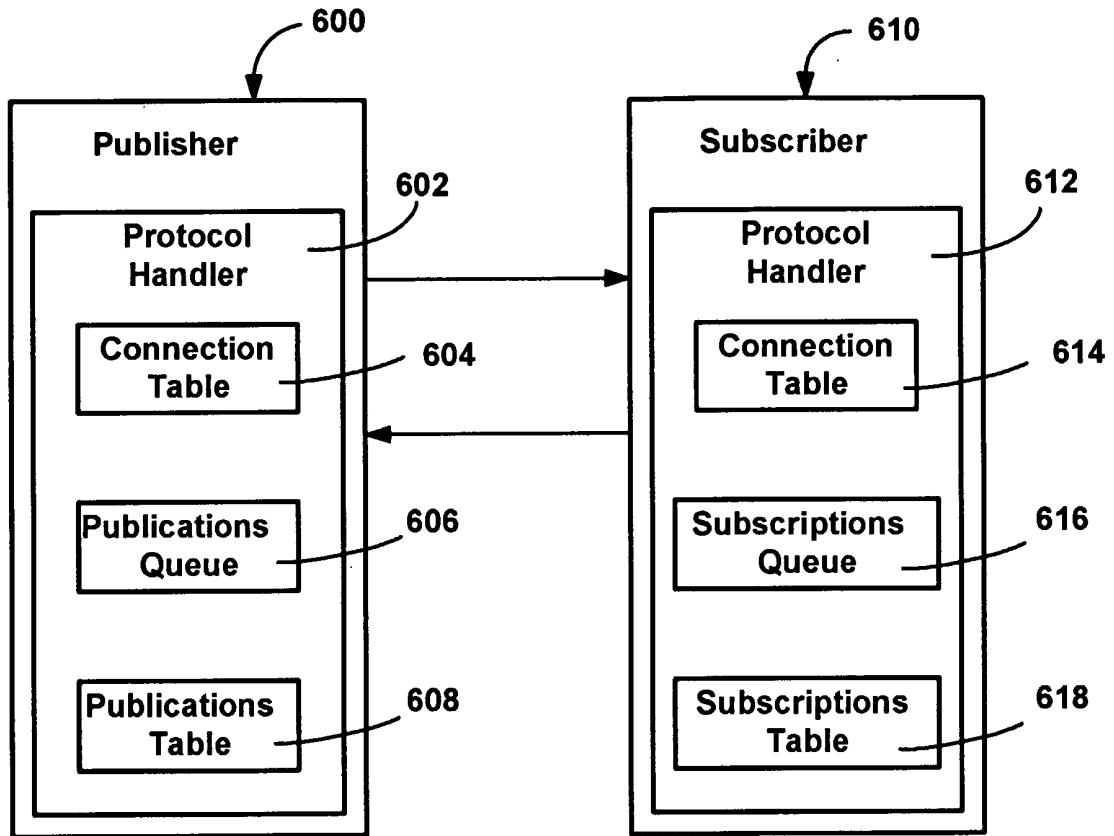 600
610
Publisher
Subscriber
602
612
Protocol
Handler
Protocol
Handler
Connection
Table
604
Connection
Table
614
Publications
Queue
606
Subscriptions
Queue
616
Publications
Table
608
Subscriptions
Table
618